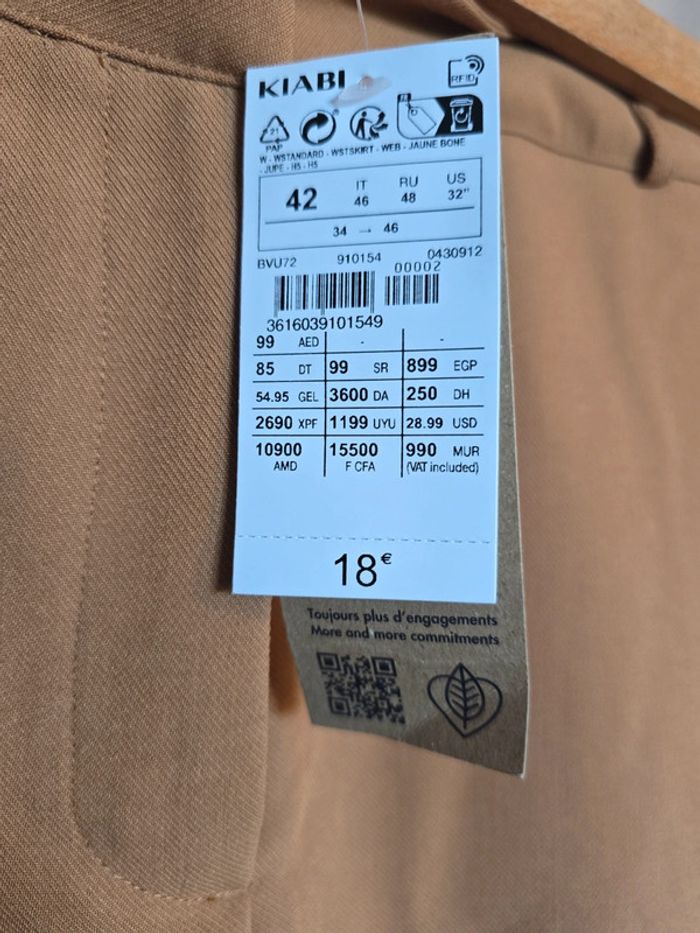 KIABI
RFID
FR
21
PAP
W - WSTANDARD - WSTSKIRT - WEB - JAUNE BONE
- JUPE - H5 - H5
42 IT 46 RU 48 US 32"
34 → 46
BVU72 910154 0430912
00002
3616039101549
99 AED - -
85 DT 99 SR 899 EGP
54.95 GEL 3600 DA 250 DH
2690 XPF 1199 UYU 28.99 USD
10900 AMD 15500 F CFA 990 MUR
(VAT included)
18€
Toujours plus d'engagements
More and more commitments